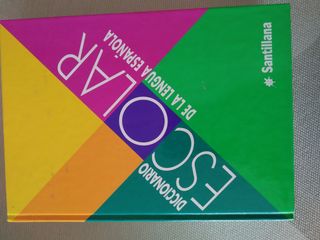 DICCIONARIO
ESCOLAR
DE LA LENGUA ESPAÑOLA
Santillana